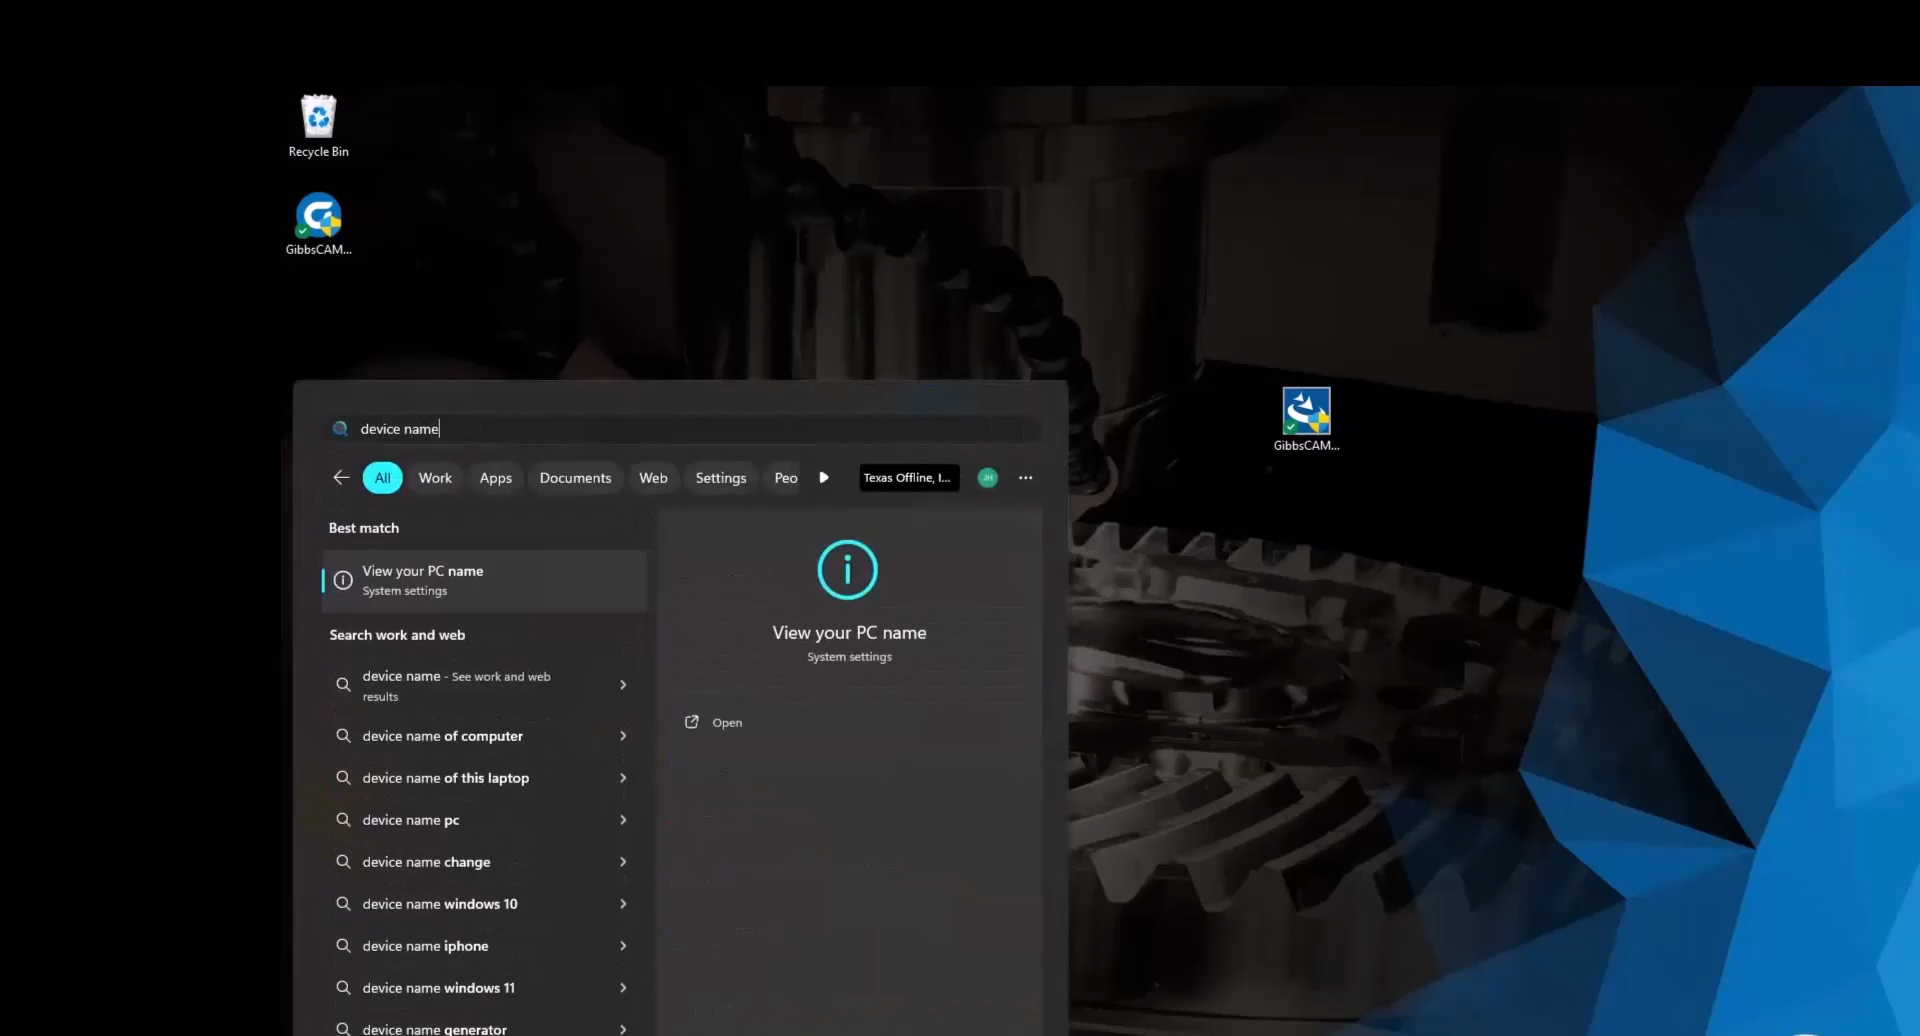 Recycle Bin
GibbsCAM...
GibbsCAM...
device name
All Work Apps Documents Web Settings Peo Texas Offline, I... JH
Best match
View your PC name
System settings
Search work and web
device name - See work and web
results
device name of computer
device name of this laptop
device name pc
device name change
device name windows 10
device name iphone
device name windows 11
device name generator
View your PC name
System settings
Open